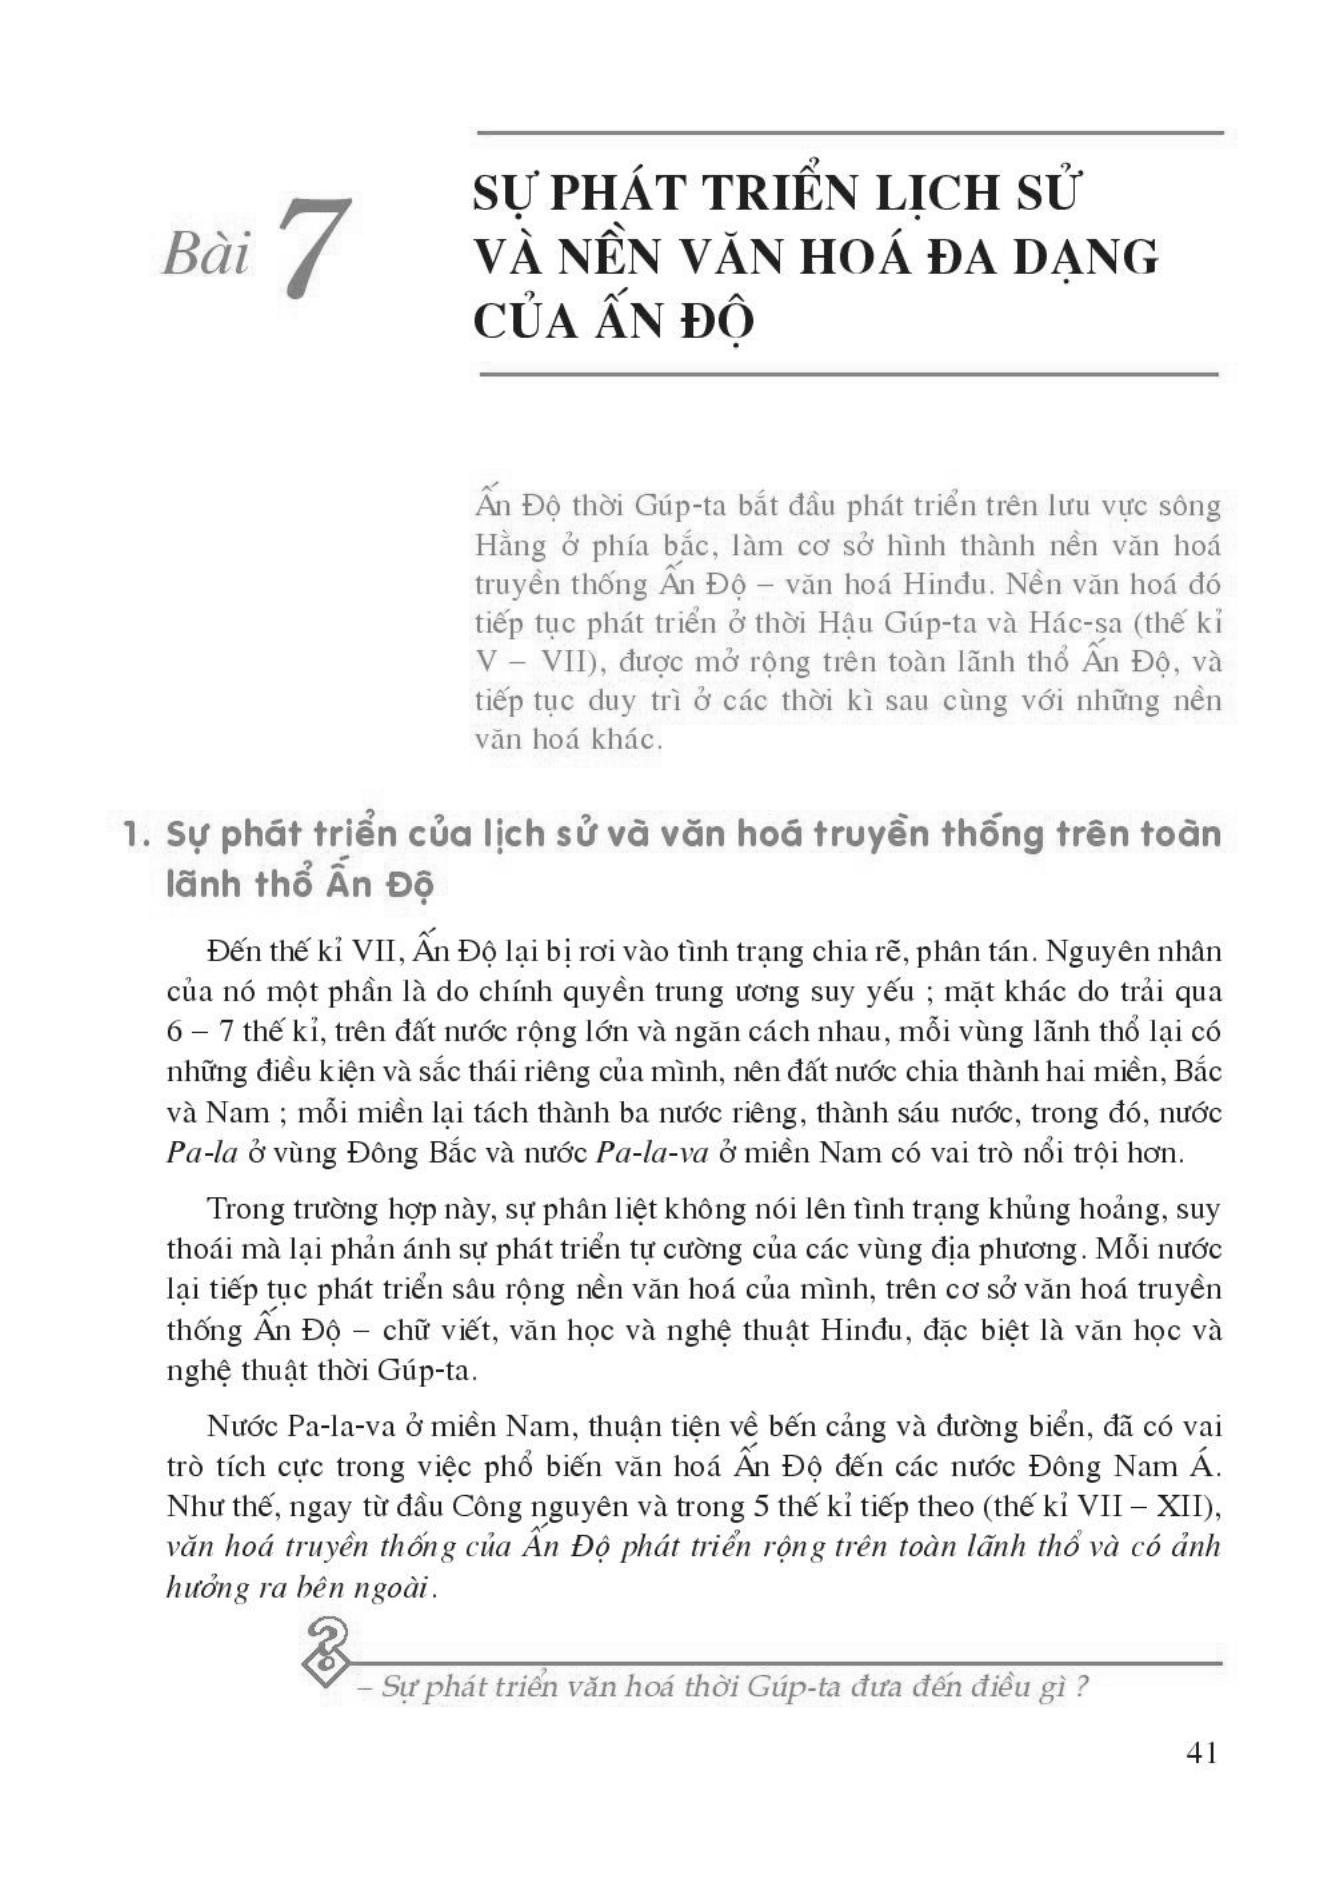 Bài 7
SỰ PHÁT TRIỂN LỊCH SỬ
VÀ NỀN VĂN HOÁ ĐA DẠNG
CỦA ẤN ĐỘ
Ấn Độ thời Gúp-ta bắt đầu phát triển trên lưu vực sông
Hằng ở phía bắc, làm cơ sở hình thành nền văn hoá
truyền thống Ấn Độ – văn hoá Hinđu. Nền văn hoá đó
tiếp tục phát triển ở thời Hậu Gúp-ta và Hác-sa (thế kỉ
V – VII), được mở rộng trên toàn lãnh thổ Ấn Độ, và
tiếp tục duy trì ở các thời kì sau cùng với những nền
văn hoá khác.
1. Sự phát triển của lịch sử và văn hoá truyền thống trên toàn
lãnh thổ Ấn Độ
Đến thế kỉ VII, Ấn Độ lại bị rơi vào tình trạng chia rẽ, phân tán. Nguyên nhân
của nó một phần là do chính quyền trung ương suy yếu ; mặt khác do trải qua
6 – 7 thế kỉ, trên đất nước rộng lớn và ngăn cách nhau, mỗi vùng lãnh thổ lại có
những điều kiện và sắc thái riêng của mình, nên đất nước chia thành hai miền, Bắc
và Nam ; mỗi miền lại tách thành ba nước riêng, thành sáu nước, trong đó, nước
Pa-la ở vùng Đông Bắc và nước Pa-la-va ở miền Nam có vai trò nổi trội hơn.
Trong trường hợp này, sự phân liệt không nói lên tình trạng khủng hoảng, suy
thoái mà lại phản ánh sự phát triển tự cường của các vùng địa phương. Mỗi nước
lại tiếp tục phát triển sâu rộng nền văn hoá của mình, trên cơ sở văn hoá truyền
thống Ấn Độ – chữ viết, văn học và nghệ thuật Hinđu, đặc biệt là văn học và
nghệ thuật thời Gúp-ta.
Nước Pa-la-va ở miền Nam, thuận tiện về bến cảng và đường biển, đã có vai
trò tích cực trong việc phổ biến văn hoá Ấn Độ đến các nước Đông Nam Á.
Như thế, ngay từ đầu Công nguyên và trong 5 thế kỉ tiếp theo (thế kỉ VII – XII),
văn hoá truyền thống của Ấn Độ phát triển rộng trên toàn lãnh thổ và có ảnh
hưởng ra bên ngoài.
– Sự phát triển văn hoá thời Gúp-ta đưa đến điều gì ?
41